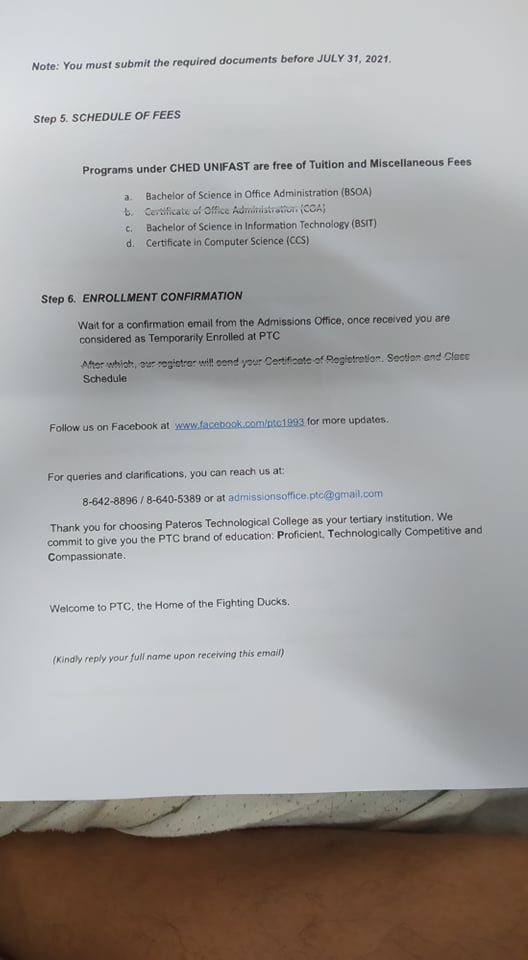 Note: You must submit the required documents before JULY 31, 2021.
Step 5. SCHEDULE OF FEES
Programs under CHED UNIFAST are free of Tuition and Miscellaneous Fees
a. Bachelor of Science in Office Administration (BSOA)
b. Certificate of Office Administration (COA)
c. Bachelor of Science in Information Technology (BSIT)
d. Certificate in Computer Science (CCS)
Step 6. ENROLLMENT CONFIRMATION
Wait for a confirmation email from the Admissions Office, once received you are
considered as Temporarily Enrolled at PTC
After which, our registrar will send your Certificate of Registration, Section and Class
Schedule
Follow us on Facebook at www.facebook.com/ptc1993 for more updates.
For queries and clarifications, you can reach us at:
8-642-8896 / 8-640-5389 or at admissionsoffice.ptc@gmail.com
Thank you for choosing Pateros Technological College as your tertiary institution. We
commit to give you the PTC brand of education: Proficient, Technologically Competitive and
Compassionate.
Welcome to PTC, the Home of the Fighting Ducks.
(Kindly reply your full name upon receiving this email)